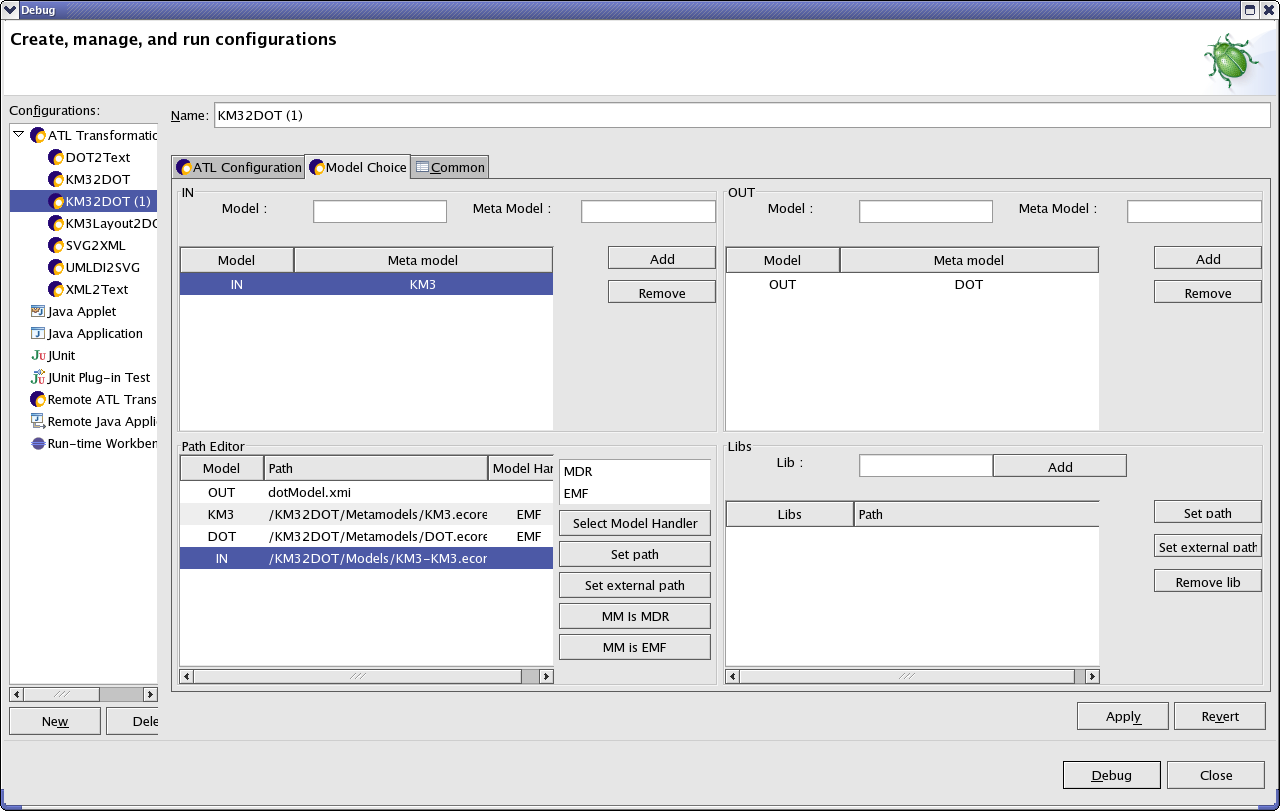 Debug
Create, manage, and run configurations
Configurations:
Name: KM32DOT (1)
ATL Transformatic
DOT2Text
KM32DOT
KM32DOT (1)
KM3Layout2DO
SVG2XML
UMLDI2SVG
XML2Text
Java Applet
Java Application
JUnit
JUnit Plug-in Test
Remote ATL Trans
Remote Java Appli
Run-time Workben
New Dele
ATL Configuration Model Choice Common
IN
Model : Meta Model :
Model Meta model
IN KM3
Add
Remove
OUT
Model : Meta Model :
Model Meta model
OUT DOT
Add
Remove
Path Editor
Model Path Model Har
OUT dotModel.xmi
KM3 /KM32DOT/Metamodels/KM3.ecore EMF
DOT /KM32DOT/Metamodels/DOT.ecore EMF
IN /KM32DOT/Models/KM3-KM3.ecor
MDR
EMF
Select Model Handler
Set path
Set external path
MM Is MDR
MM is EMF
Libs
Lib : Add
Libs Path
Set path
Set external path
Remove lib
Apply Revert
Debug Close